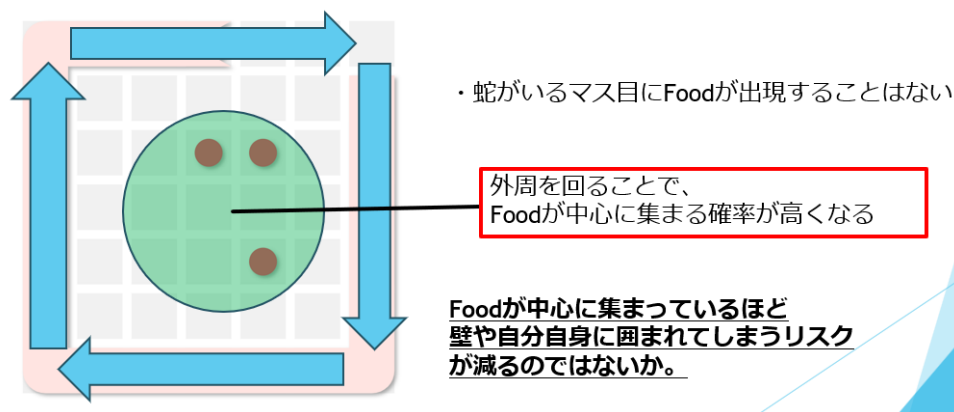 ・蛇がいるマス目にFoodが出現することはない
外周を回ることで、
Foodが中心に集まる確率が高くなる
Foodが中心に集まっているほど
壁や自分自身に囲まれてしまうリスク
が減るのではないか。